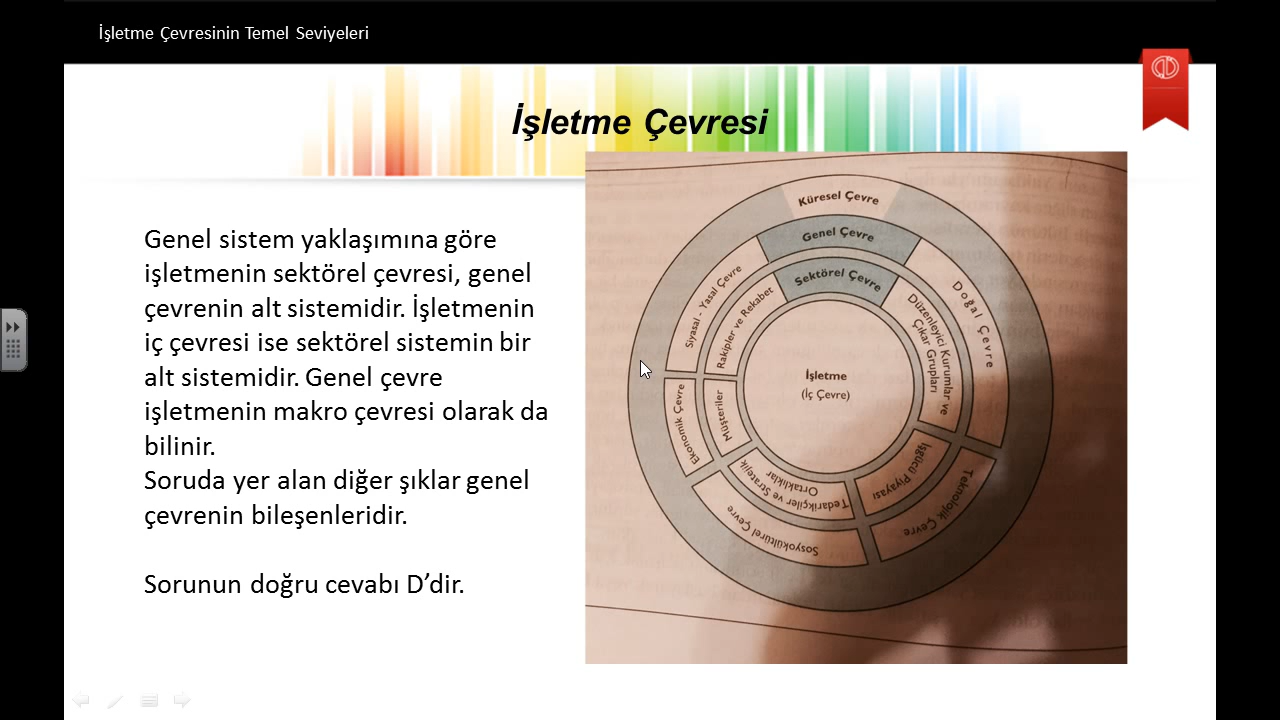 İşletme Çevresinin Temel Seviyeleri
İşletme Çevresi
Genel sistem yaklaşımına göre
işletmenin sektörel çevresi, genel
çevrenin alt sistemidir. İşletmenin
iç çevresi ise sektörel sistemin bir
alt sistemidir. Genel çevre
işletmenin makro çevresi olarak da
bilinir.
Soruda yer alan diğer şıklar genel
çevrenin bileşenleridir.
Sorunun doğru cevabı D’dir.
Küresel Çevre
Genel Çevre
Sektörel Çevre
Siyasal - Yasal Çevre
Rakipler ve Rekabet
Düzenleyici Kurumlar ve
Çıkar Grupları
Doğal Çevre
İşletme
(İç Çevre)
Ekonomik Çevre
Müşteriler
Tedarikçiler ve Stratejik
Ortaklıklar
İşgücü Piyasası
Teknolojik Çevre
Sosyokültürel Çevre